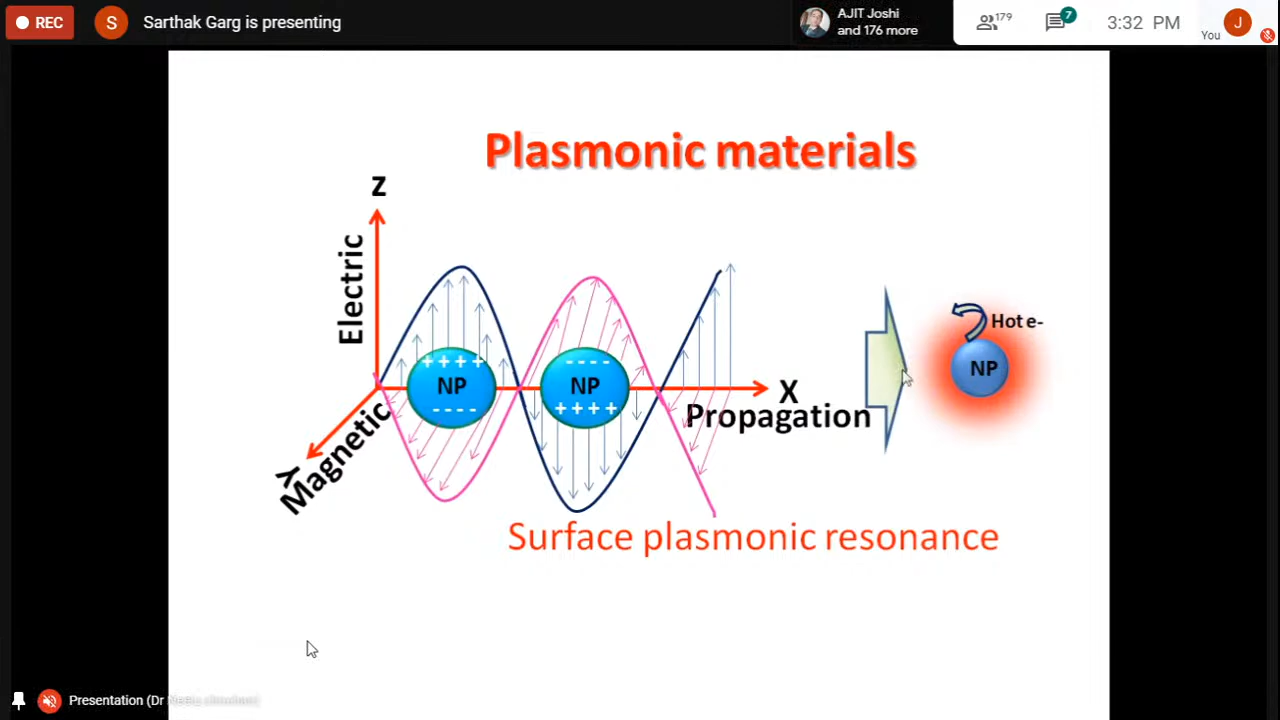 REC
S
Sarthak Garg is presenting
AJIT Joshi
and 176 more
179
7
3:32 PM
You
J
Plasmonic materials
Z
Electric
Hot e-
NP
+ + + +
NP
- - - -
- - - -
NP
+ + + +
X
Propagation
Y
Magnetic
Surface plasmonic resonance
Presentation (Dr